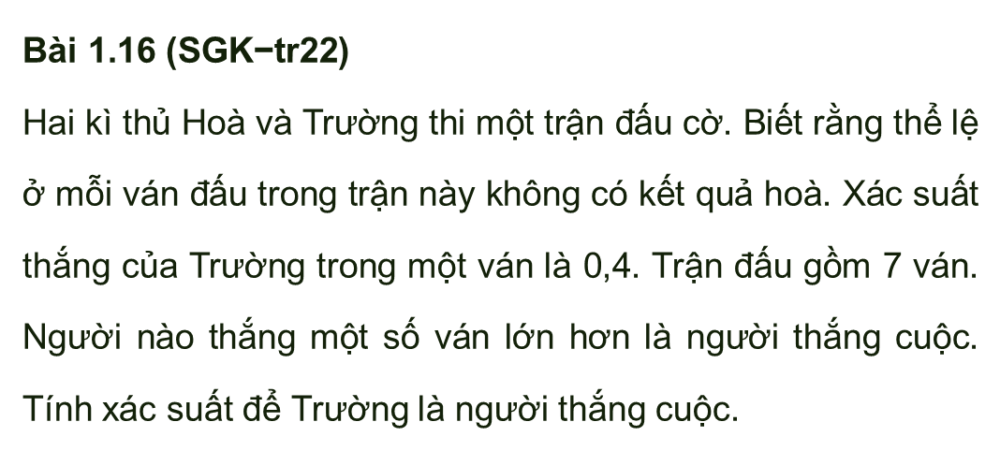 Bài 1.16 (SGK–tr22)
Hai kì thủ Hoà và Trường thi một trận đấu cờ. Biết rằng thể lệ
ở mỗi ván đấu trong trận này không có kết quả hoà. Xác suất
thắng của Trường trong một ván là 0,4. Trận đấu gồm 7 ván.
Người nào thắng một số ván lớn hơn là người thắng cuộc.
Tính xác suất để Trường là người thắng cuộc.